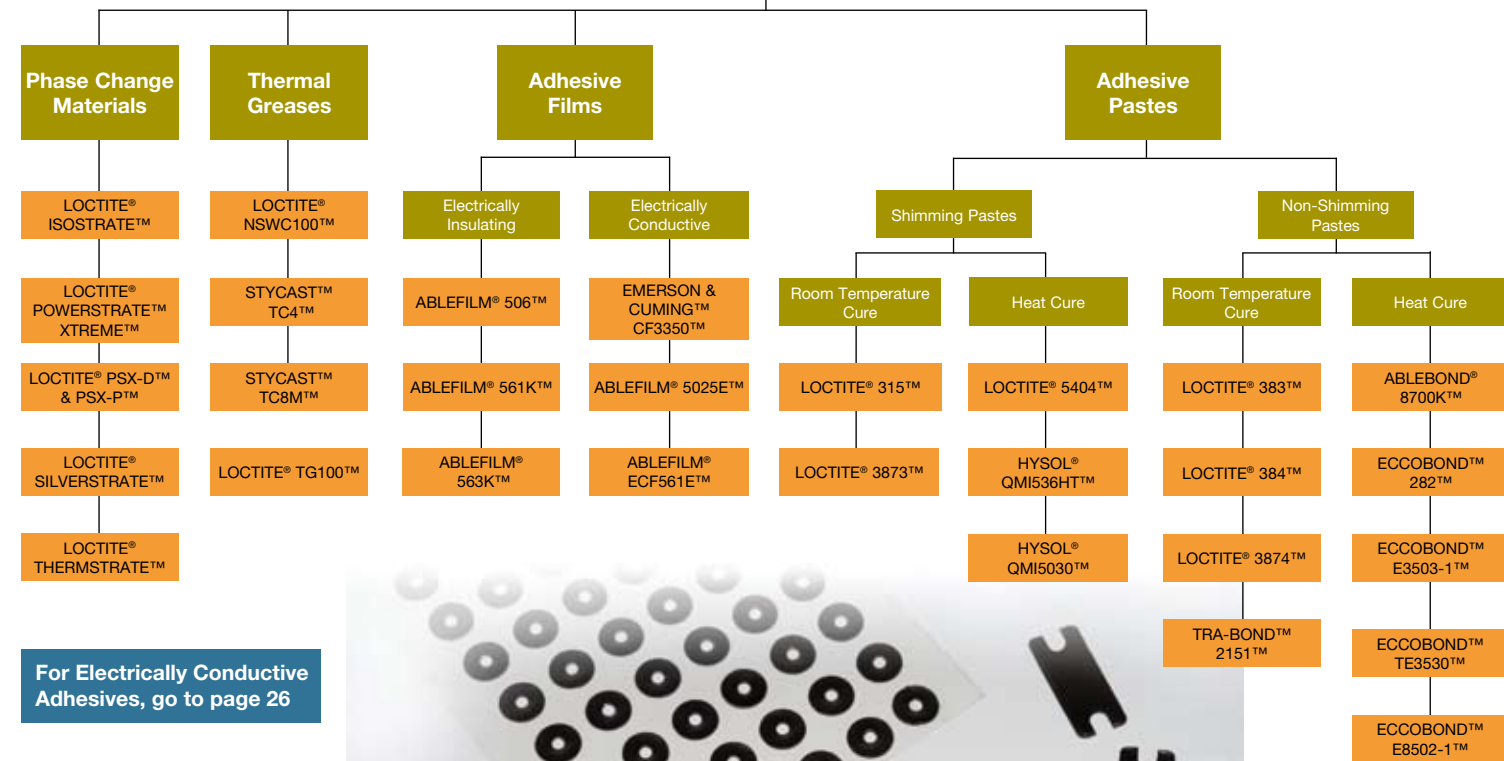 Phase Change
Materials
Thermal
Greases
Adhesive
Films
Adhesive
Pastes
LOCTITE®
ISOSTRATE™
LOCTITE®
POWERSTRATE™
XTREME™
LOCTITE® PSX-D™
& PSX-P™
LOCTITE®
SILVERSTRATE™
LOCTITE®
THERMSTRATE™
LOCTITE®
NSWC100™
STYCAST™
TC4™
STYCAST™
TC8M™
LOCTITE® TG100™
Electrically
Insulating
ABLEFILM® 506™
ABLEFILM® 561K™
ABLEFILM®
563K™
Electrically
Conductive
EMERSON &
CUMING™
CF3350™
ABLEFILM® 5025E™
ABLEFILM®
ECF561E™
Shimming Pastes
Room Temperature
Cure
LOCTITE® 315™
LOCTITE® 3873™
Heat Cure
LOCTITE® 5404™
HYSOL®
QMI536HT™
HYSOL®
QMI5030™
Non-Shimming
Pastes
Room Temperature
Cure
LOCTITE® 383™
LOCTITE® 384™
LOCTITE® 3874™
TRA-BOND™
2151™
Heat Cure
ABLEBOND®
8700K™
ECCOBOND™
282™
ECCOBOND™
E3503-1™
ECCOBOND™
TE3530™
ECCOBOND™
E8502-1™
For Electrically Conductive
Adhesives, go to page 26